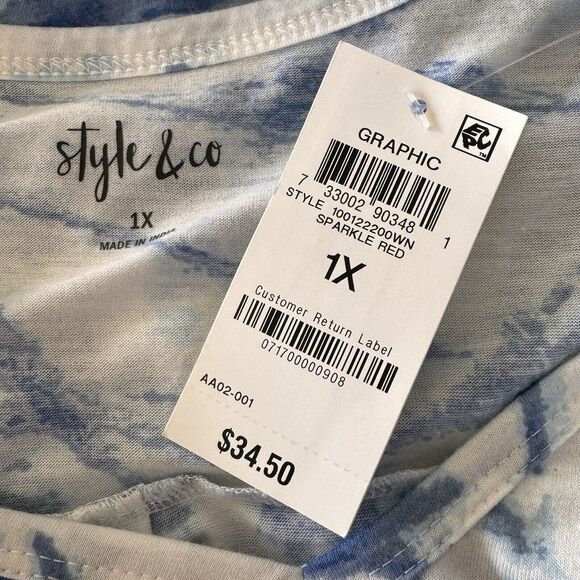 style & co
1X
MADE IN INDIA
EPC™
GRAPHIC
7 33002 90348 1
STYLE 100122200WN
SPARKLE RED
1X
Customer Return Label
071700000908
AA02-001
$34.50